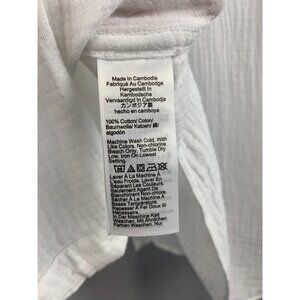 Made In Cambodia
Fabriqué Au Cambodge
Hergestellt In
Kambodscha
Vervaardigd In Cambodja
カンボジア製
hecho en camboya
100% Cotton/ Coton/
Baumwolle/ Katoen/ 綿/
algodón
Machine Wash Cold. With
Like Colors. Non-chlorine
Bleach Only. Tumble Dry
Low. Iron On Lowest
Setting.
Laver À La Machine À
L'eau Froide. Laver En
Séparant Les Couleurs.
Seulement Agent De
Blanchiment Non-chloré.
Sécher À La Machine À
Basse Température.
Repasser À Fer Doux Si
Nécessaire.
In Der Maschine Kalt
Waschen, Mit Ähnlichen
Farben Waschen. Nur